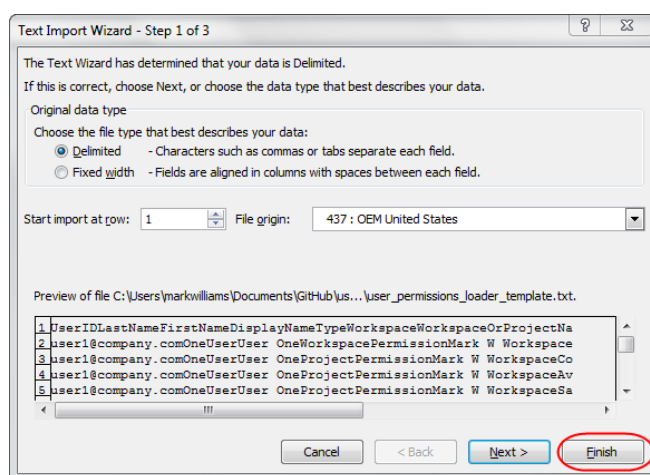 Text Import Wizard - Step 1 of 3
The Text Wizard has determined that your data is Delimited.
If this is correct, choose Next, or choose the data type that best describes your data.
Original data type
Choose the file type that best describes your data:
Delimited - Characters such as commas or tabs separate each field.
Fixed width - Fields are aligned in columns with spaces between each field.
Start import at row: 1 File origin: 437 : OEM United States
Preview of file C:\Users\markwilliams\Documents\GitHub\us...\user_permissions_loader_template.txt.
1 UserIDLastNameFirstNameDisplayNameTypeWorkspaceWorkspaceOrProjectNa
2 user1@company.comOneUserUser OneWorkspacePermissionMark W Workspace
3 user1@company.comOneUserUser OneProjectPermissionMark W WorkspaceCo
4 user1@company.comOneUserUser OneProjectPermissionMark W WorkspaceAv
5 user1@company.comOneUserUser OneProjectPermissionMark W WorkspaceSa
Cancel < Back Next > Finish